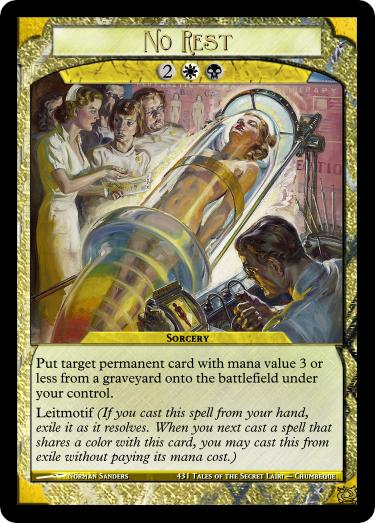 No Rest
2
THERAPY
Sorcery
Put target permanent card with mana value 3 or
less from a graveyard onto the battlefield under
your control.
Leitmotif (If you cast this spell from your hand,
exile it as it resolves. When you next cast a spell that
shares a color with this card, you may cast this from
exile without paying its mana cost.)
Norman Sanders
431 Tales of the Secret Lairi — Chumbeque